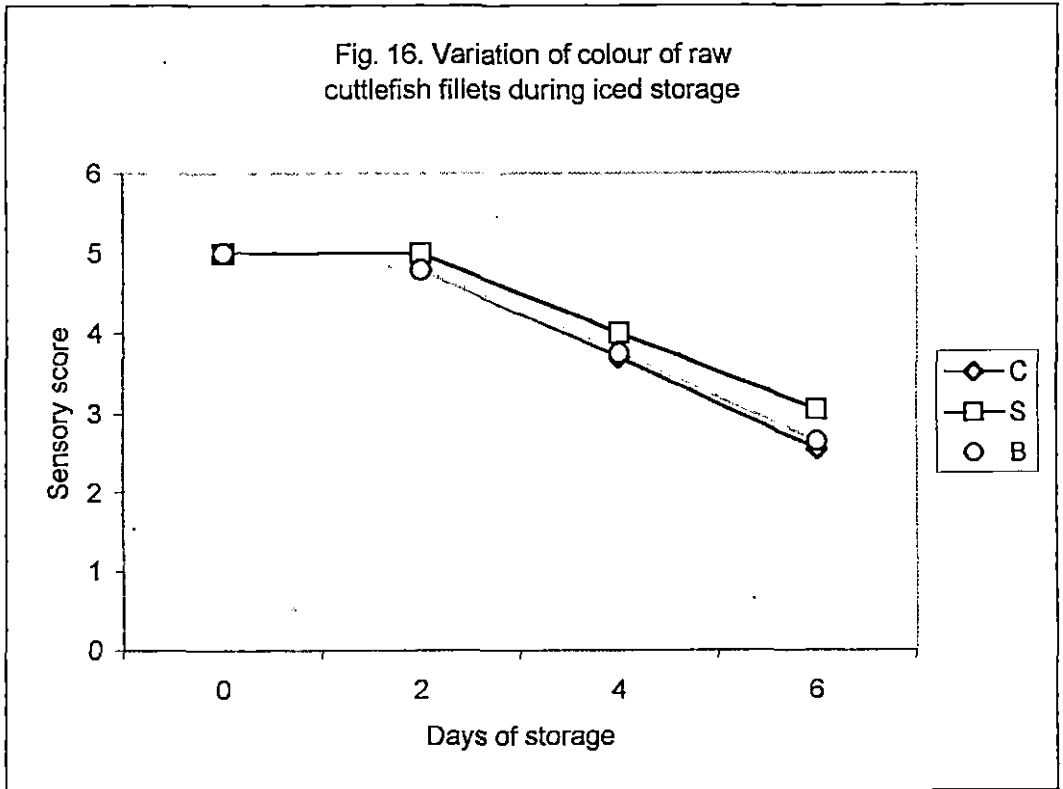 Fig. 16. Variation of colour of raw
cuttlefish fillets during iced storage
6
5
4
3
2
1
0
Sensory score
0 2 4 6
Days of storage
C
S
B